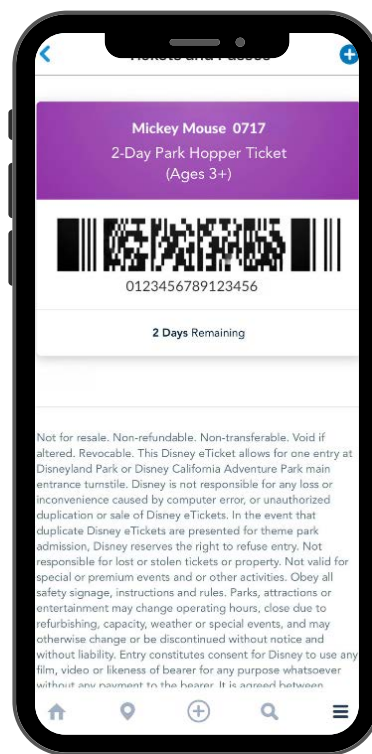 Tickets and Passes
Mickey Mouse 0717
2-Day Park Hopper Ticket
(Ages 3+)
0123456789123456
2 Days Remaining
Not for resale. Non-refundable. Non-transferable. Void if
altered. Revocable. This Disney eTicket allows for one entry at
Disneyland Park or Disney California Adventure Park main
entrance turnstile. Disney is not responsible for any loss or
inconvenience caused by computer error, or unauthorized
duplication or sale of Disney eTickets. In the event that
duplicate Disney eTickets are presented for theme park
admission, Disney reserves the right to refuse entry. Not
responsible for lost or stolen tickets or property. Not valid for
special or premium events and or other activities. Obey all
safety signage, instructions and rules. Parks, attractions or
entertainment may change operating hours, close due to
refurbishing, capacity, weather or special events, and may
otherwise change or be discontinued without notice and
without liability. Entry constitutes consent for Disney to use any
film, video or likeness of bearer for any purpose whatsoever
without any payment to the bearer. It is agreed between